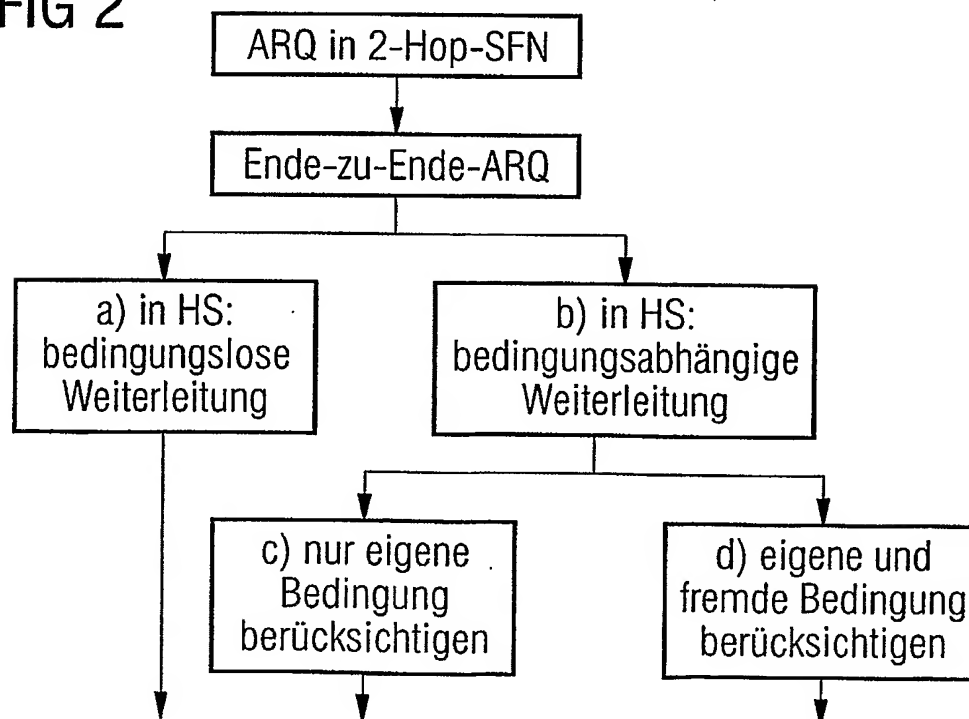 FIG 2
ARQ in 2-Hop-SFN
Ende-zu-Ende-ARQ
a) in HS:
bedingungslose
Weiterleitung
b) in HS:
bedingungsabhängige
Weiterleitung
c) nur eigene
Bedingung
berücksichtigen
d) eigene und
fremde Bedingung
berücksichtigen